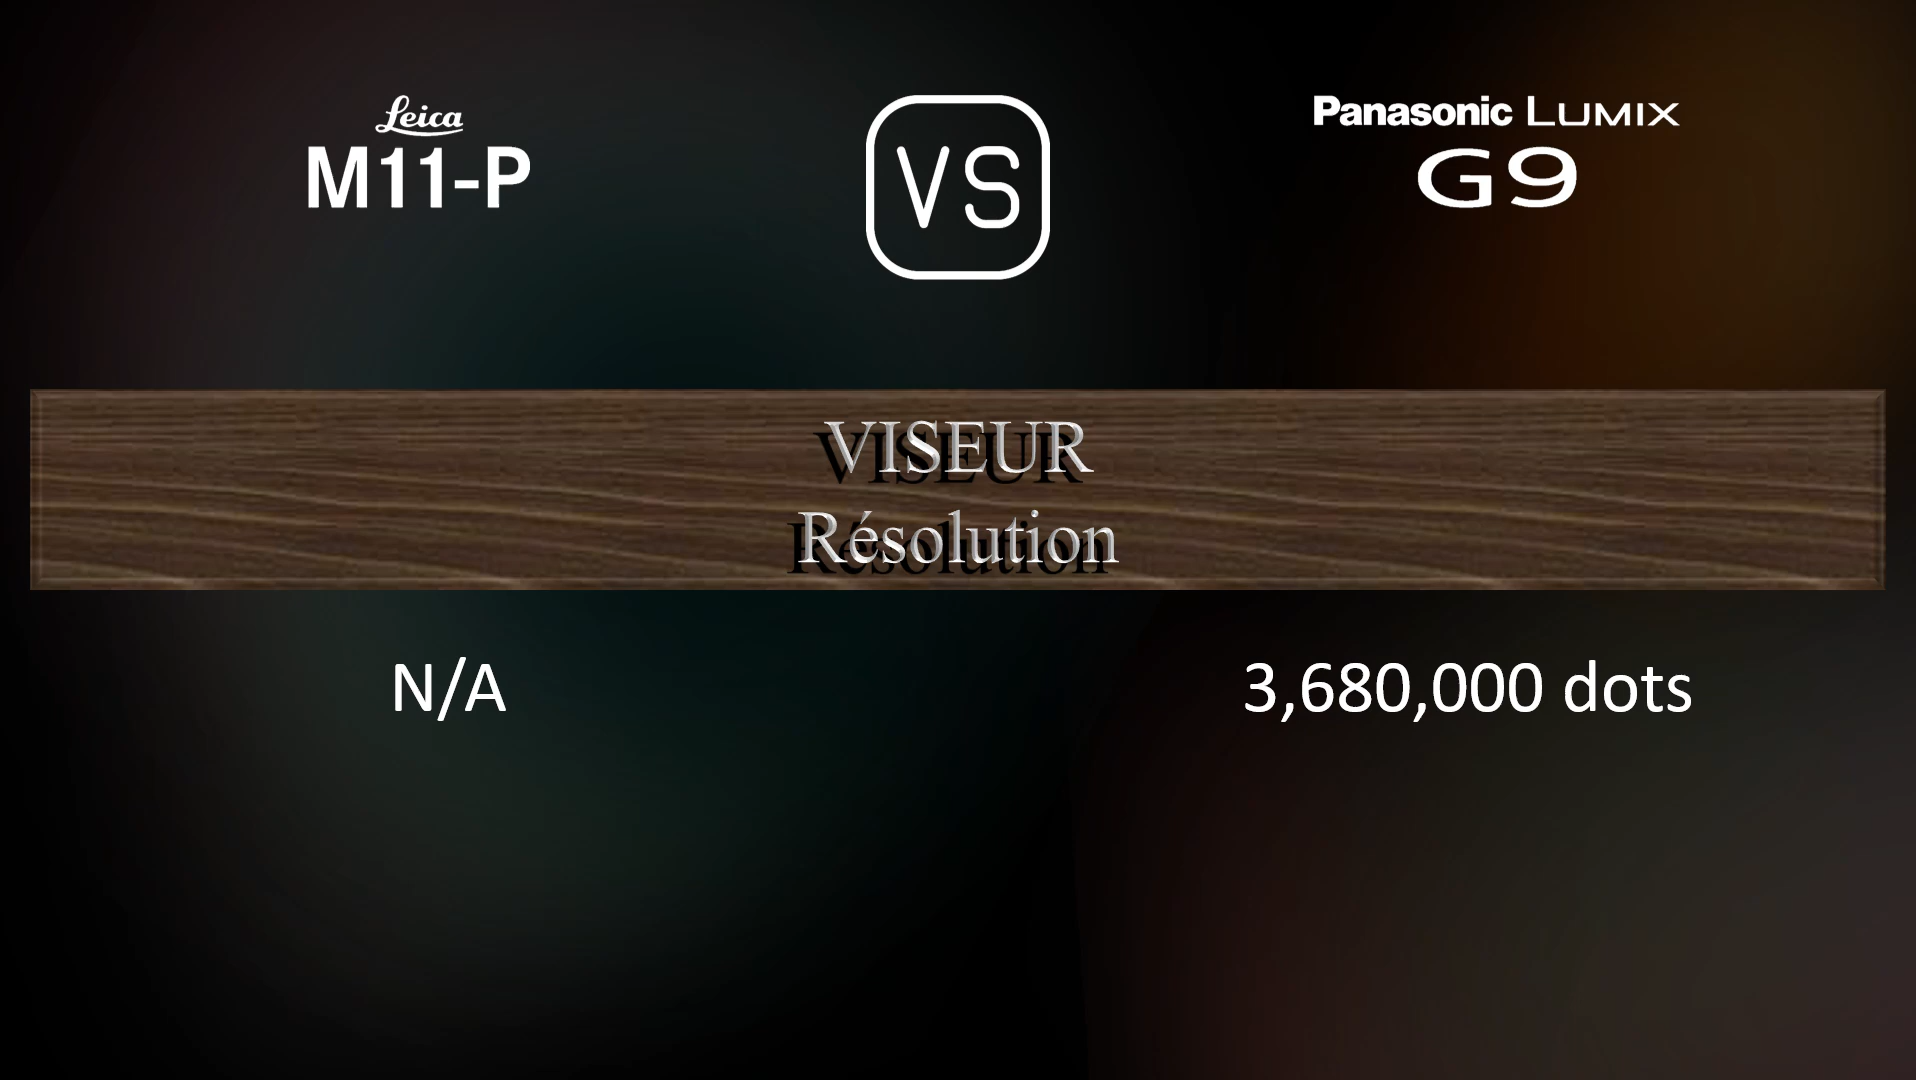 Leica
M11-P
VS
Panasonic LUMIX
G9
VISEUR
Résolution
N/A
3,680,000 dots